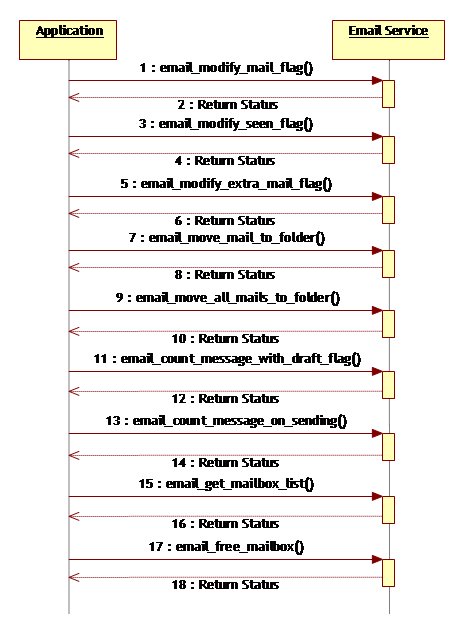 Application
Email Service
1 : email_modify_mail_flag()
2 : Return Status
3 : email_modify_seen_flag()
4 : Return Status
5 : email_modify_extra_mail_flag()
6 : Return Status
7 : email_move_mail_to_folder()
8 : Return Status
9 : email_move_all_mails_to_folder()
10 : Return Status
11 : email_count_message_with_draft_flag()
12 : Return Status
13 : email_count_message_on_sending()
14 : Return Status
15 : email_get_mailbox_list()
16 : Return Status
17 : email_free_mailbox()
18 : Return Status